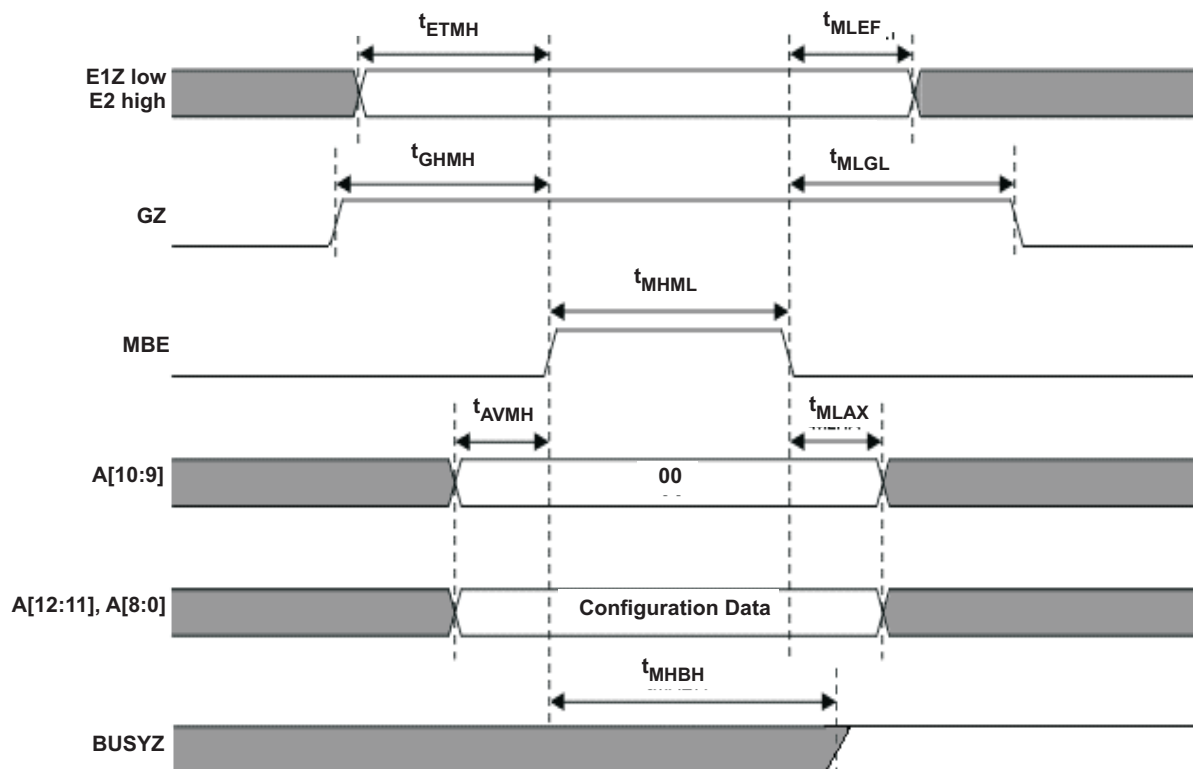 tETMH
tMLEF
E1Z low
E2 high
tGHMH
tMLGL
GZ
tMHML
MBE
tAVMH
tMLAX
A[10:9]
00
A[12:11], A[8:0]
Configuration Data
tMHBH
BUSYZ